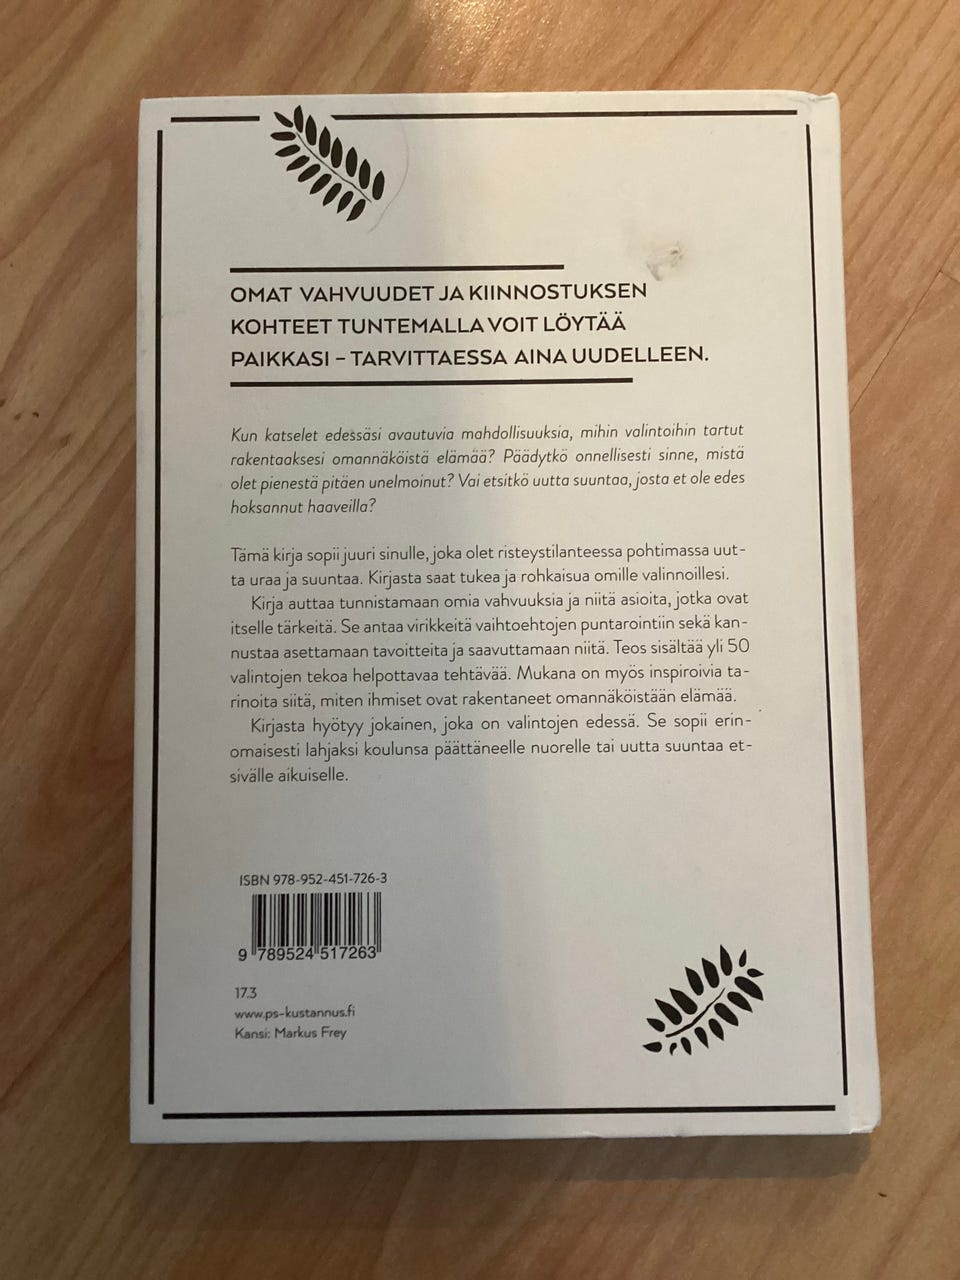 OMAT VAHVUUDET JA KIINNOSTUKSEN
KOHTEET TUNTEMALLA VOIT LÖYTÄÄ
PAIKKASI – TARVITTAESSA AINA UUDELLEEN.
Kun katselet edessäsi avautuvia mahdollisuuksia, mihin valintoihin tartut
rakentaaksesi omannäköistä elämää? Päädytkö onnellisesti sinne, mistä
olet pienestä pitäen unelmoinut? Vai etsitkö uutta suuntaa, josta et ole edes
hoksannut haaveilla?
Tämä kirja sopii juuri sinulle, joka olet risteystilanteessa pohtimassa uut-
ta uraa ja suuntaa. Kirjasta saat tukea ja rohkaisua omille valinnoillesi.
Kirja auttaa tunnistamaan omia vahvuuksia ja niitä asioita, jotka ovat
itselle tärkeitä. Se antaa virikkeitä vaihtoehtojen puntarointiin sekä kan-
nustaa asettamaan tavoitteita ja saavuttamaan niitä. Teos sisältää yli 50
valintojen tekoa helpottavaa tehtävää. Mukana on myös inspiroivia ta-
rinoita siitä, miten ihmiset ovat rakentaneet omannäköistään elämää.
Kirjasta hyötyy jokainen, joka on valintojen edessä. Se sopii erin-
omaisesti lahjaksi koulunsa päättäneelle nuorelle tai uutta suuntaa et-
sivälle aikuiselle.
ISBN 978-952-451-726-3
9 789524 517263
17.3
www.ps-kustannus.fi
Kansi: Markus Frey